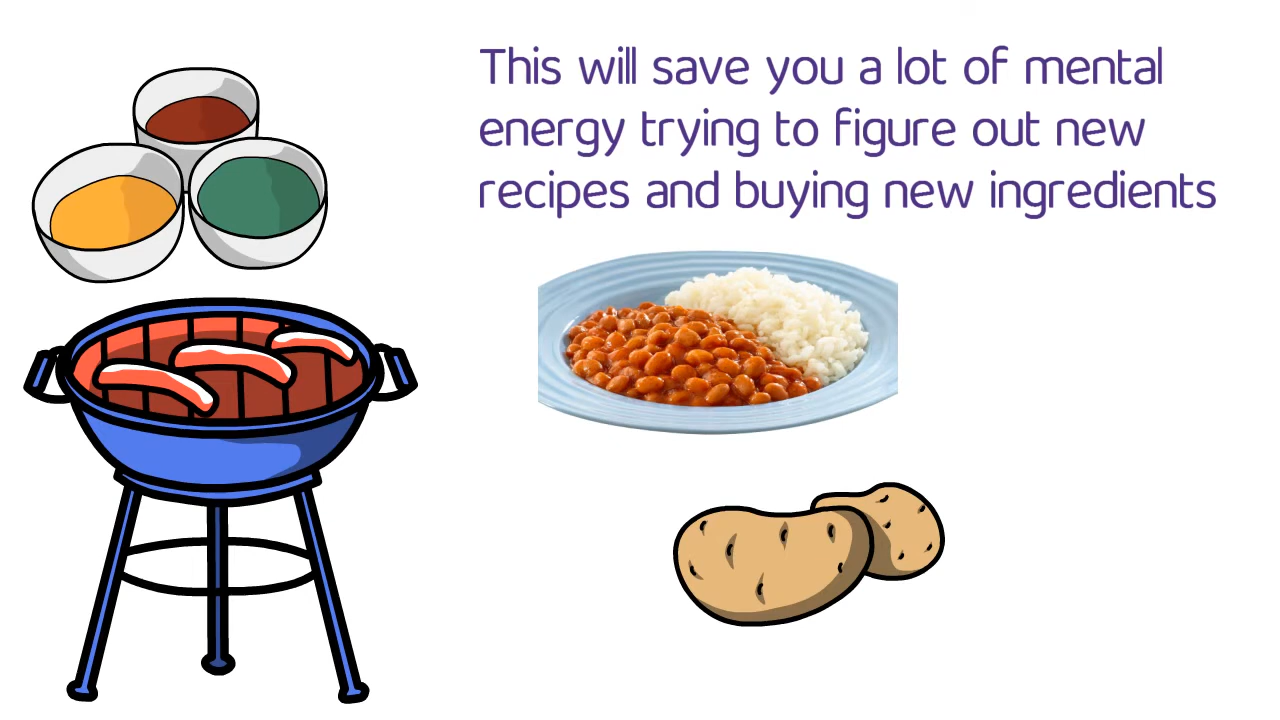 This will save you a lot of mental
energy trying to figure out new
recipes and buying new ingredients